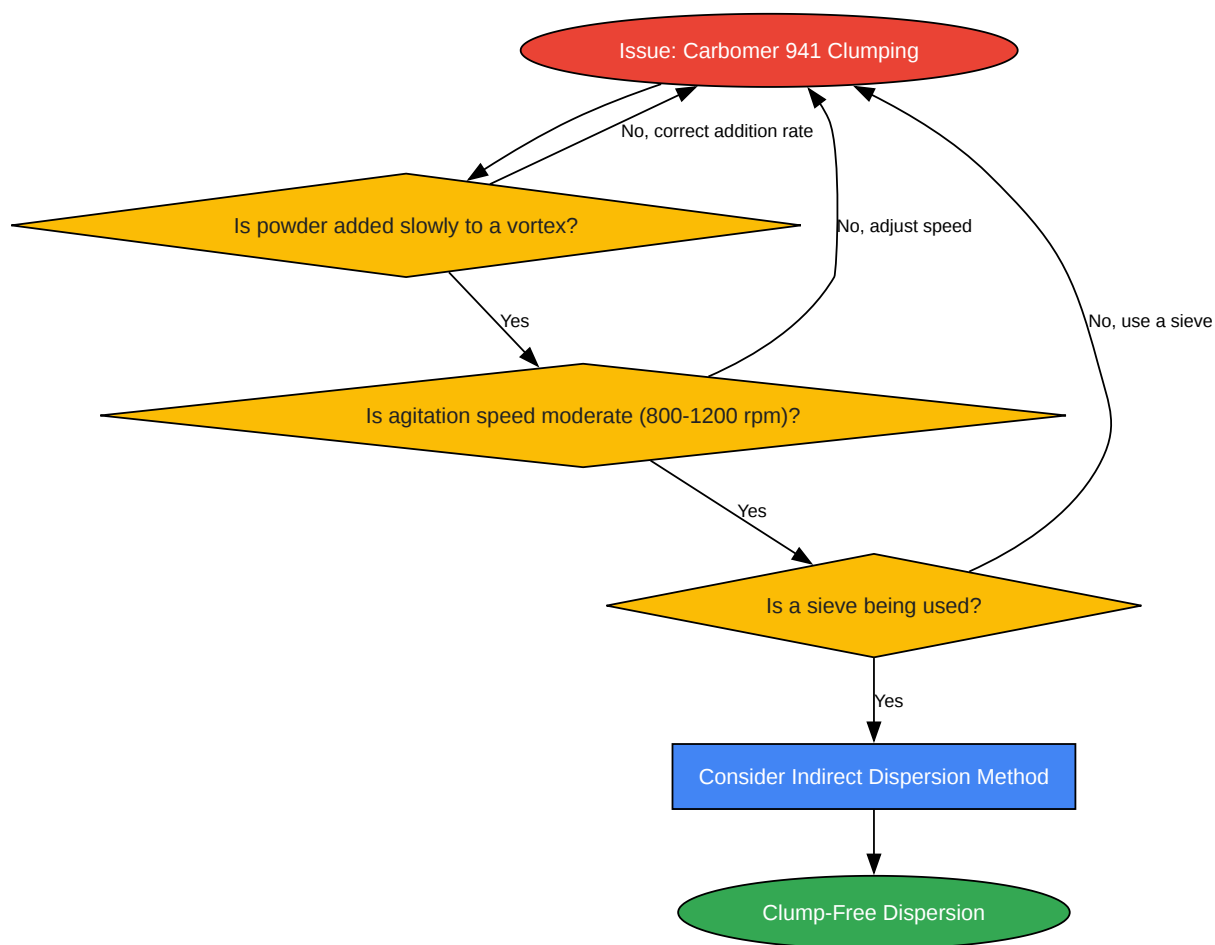 Issue: Carbomer 941 Clumping
No, correct addition rate
Is powder added slowly to a vortex?
No, adjust speed
Yes
No, use a sieve
Is agitation speed moderate (800-1200 rpm)?
Yes
Is a sieve being used?
Yes
Consider Indirect Dispersion Method
Clump-Free Dispersion